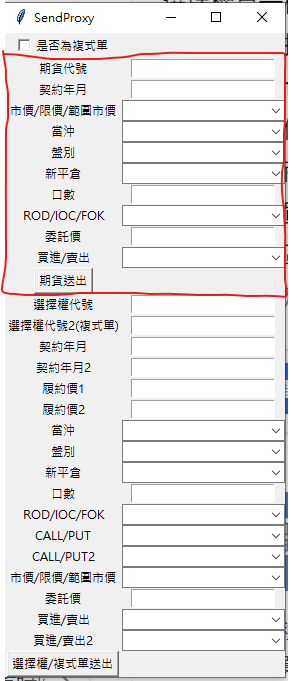 SendProxy
是否為複式單
期貨代號
契約年月
市價/限價/範圍市價
當沖
盤別
新平倉
口數
ROD/IOC/FOK
委託價
買進/賣出
期貨送出
選擇權代號
選擇權代號2(複式單)
契約年月
契約年月2
履約價1
履約價2
當沖
盤別
新平倉
口數
ROD/IOC/FOK
CALL/PUT
CALL/PUT2
市價/限價/範圍市價
委託價
買進/賣出
買進/賣出2
選擇權/複式單送出